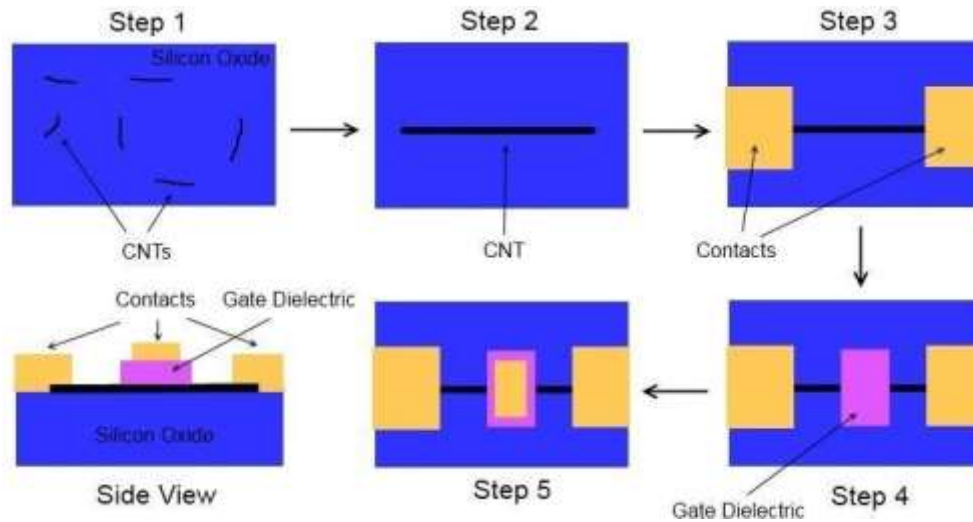 Step 1
Silicon Oxide
CNTs
Step 2
CNT
Step 3
Contacts
Gate Dielectric
Step 4
Step 5
Contacts
Gate Dielectric
Silicon Oxide
Side View